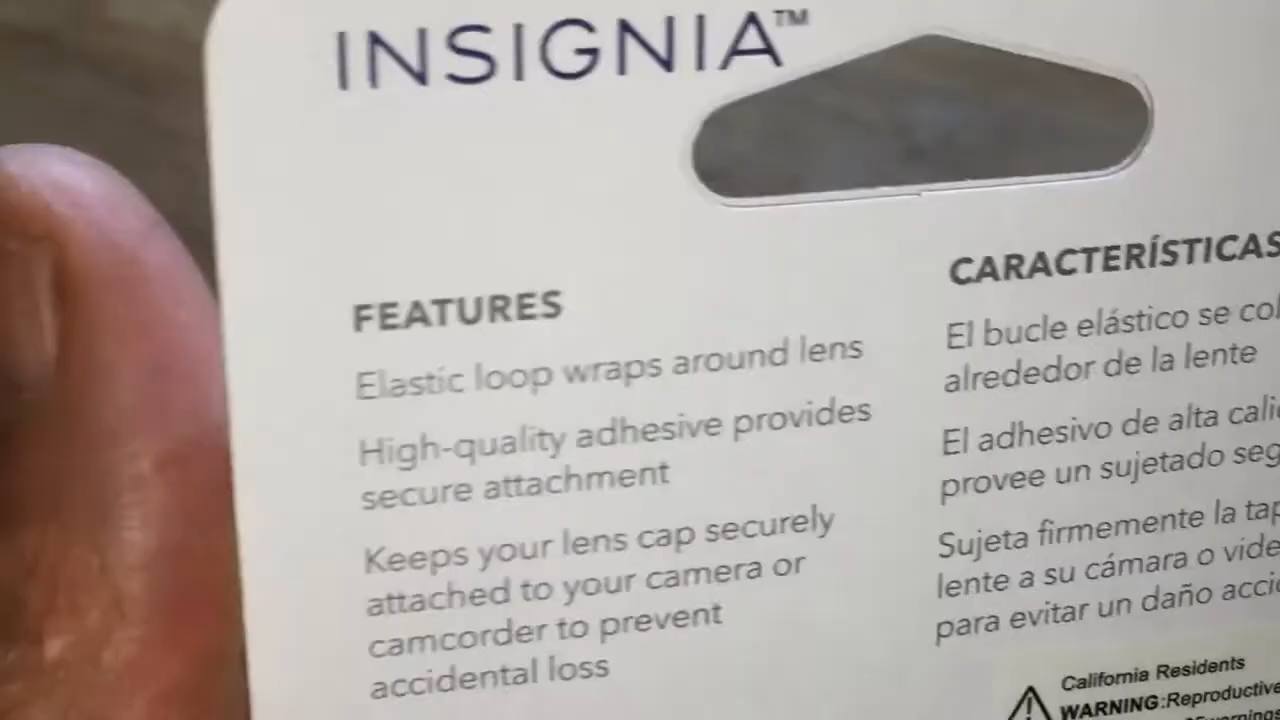 INSIGNIA™
FEATURES
Elastic loop wraps around lens
High-quality adhesive provides
secure attachment
Keeps your lens cap securely
attached to your camera or
camcorder to prevent
accidental loss
CARACTERÍSTICAS
El bucle elástico se
alrededor de la lente
El adhesivo de alta
provee un sujetado
Sujeta firmemente la
lente a su cámara o
para evitar un daño
California Residents
WARNING:Reproductive